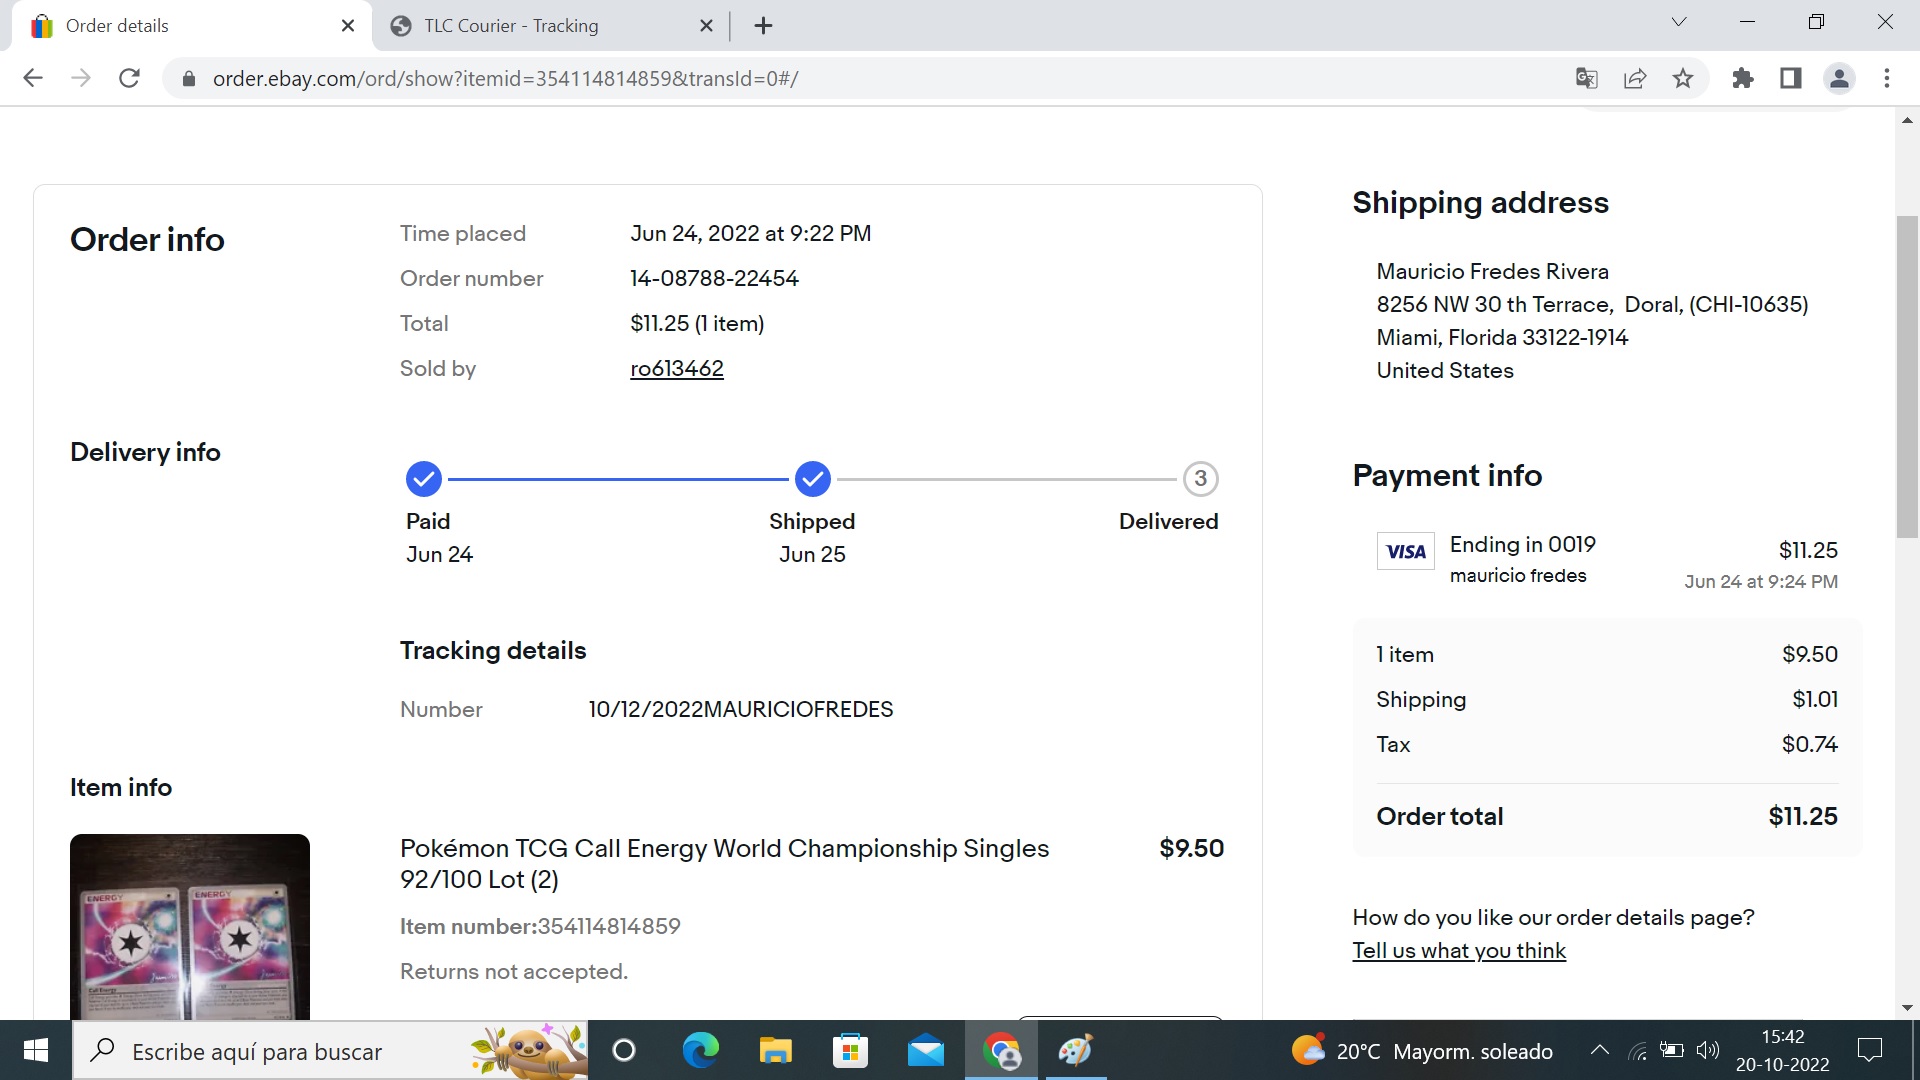 Order details
TLC Courier - Tracking
order.ebay.com/ord/show?itemid=354114814859&transId=0#/
Order info
Time placed Jun 24, 2022 at 9:22 PM
Order number 14-08788-22454
Total $11.25 (1 item)
Sold by ro613462
Delivery info
3
Paid Shipped Delivered
Jun 24 Jun 25
Tracking details
Number 10/12/2022MAURICIOFREDES
Item info
Pokémon TCG Call Energy World Championship Singles $9.50
92/100 Lot (2)
Item number:354114814859
Returns not accepted.
ENERGY
ENERGY
Call Energy
Shipping address
Mauricio Fredes Rivera
8256 NW 30 th Terrace, Doral, (CHI-10635)
Miami, Florida 33122-1914
United States
Payment info
VISA Ending in 0019 $11.25
mauricio fredes Jun 24 at 9:24 PM
1 item $9.50
Shipping $1.01
Tax $0.74
Order total $11.25
How do you like our order details page?
Tell us what you think
Escribe aquí para buscar
20°C Mayorm. soleado
15:42
20-10-2022